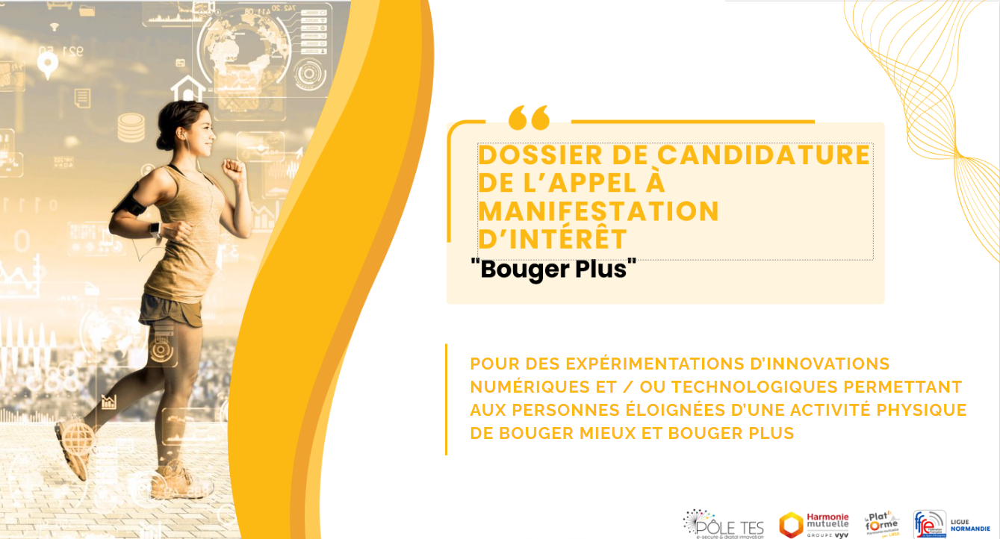 DOSSIER DE CANDIDATURE
DE L’APPEL À
MANIFESTATION
D’INTÉRÊT
"Bouger Plus"
POUR DES EXPÉRIMENTATIONS D’INNOVATIONS
NUMÉRIQUES ET / OU TECHNOLOGIQUES PERMETTANT
AUX PERSONNES ÉLOIGNÉES D’UNE ACTIVITÉ PHYSIQUE
DE BOUGER MIEUX ET BOUGER PLUS
PÔLE TES
e-secure & digital innovation
Harmonie
mutuelle
GROUPE vyv
la Plat
fOrme
Harmonie mutuelle
LIGUE
NORMANDIE